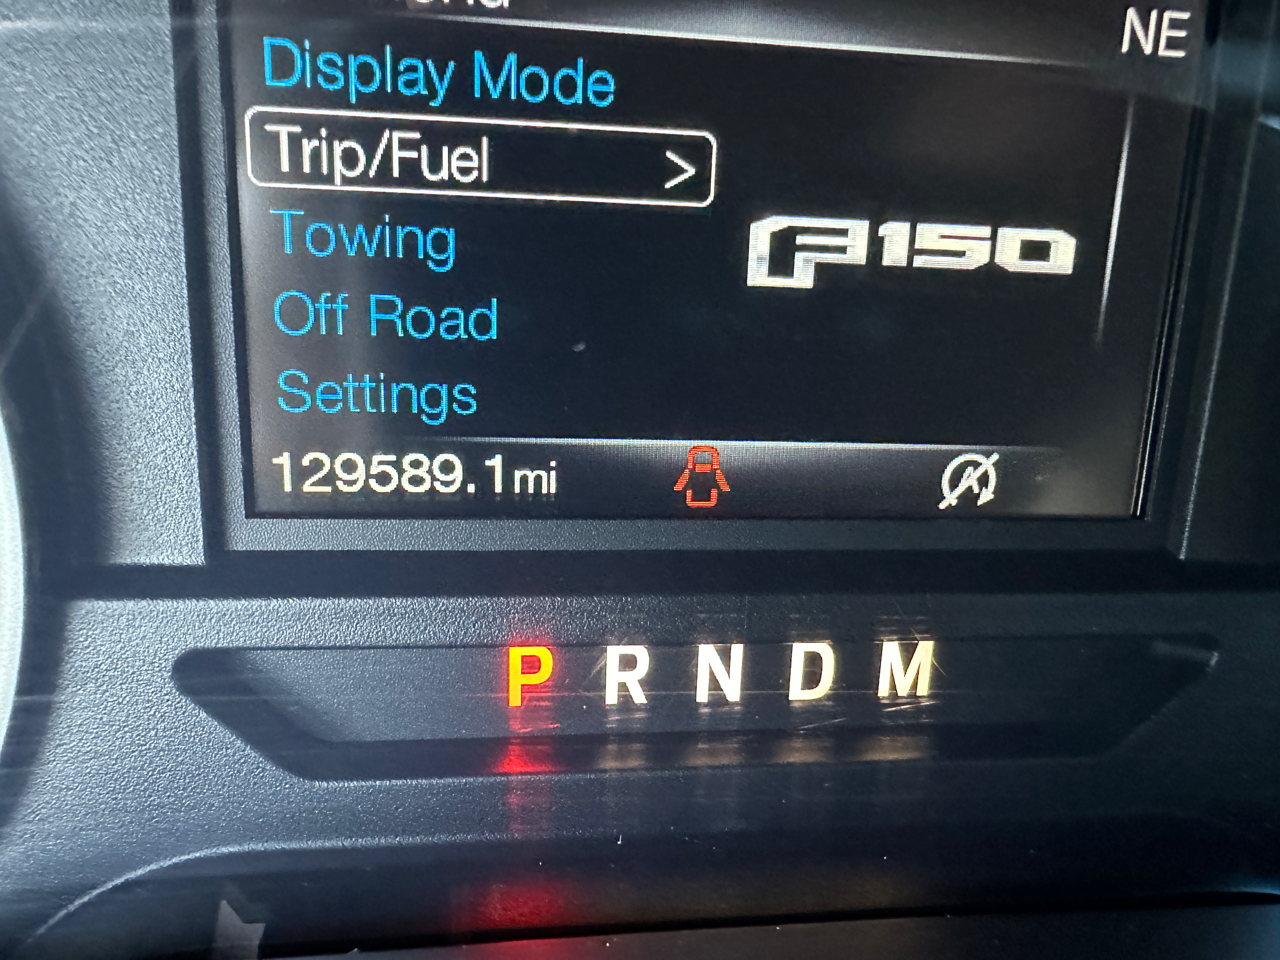 NE
Display Mode
Trip/Fuel >
Towing
F150
Off Road
Settings
129589.1mi
P R N D M